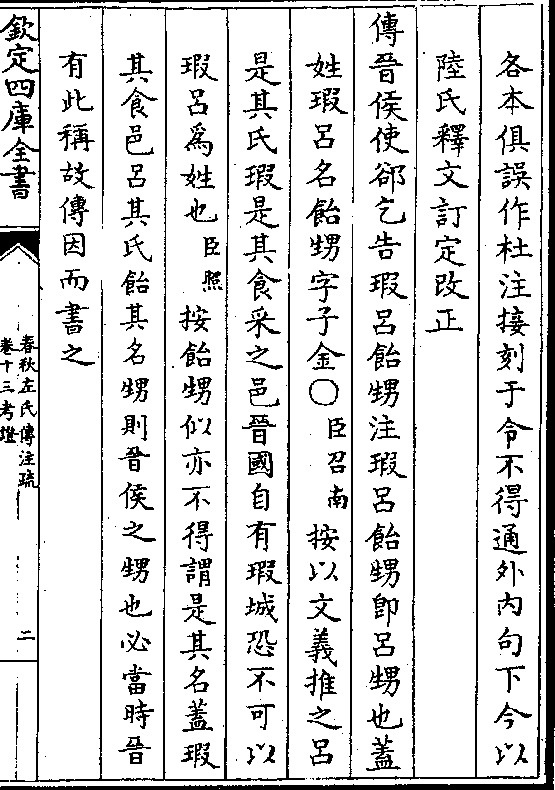 各本俱誤作杜注接刻于令不得通外内句下今以
陸氏釋文訂定改正
傳晉侯使郤乞告瑕呂飴甥注瑕呂飴甥即呂甥也蓋
姓瑕呂名飴甥字子金〇臣召南按以文義推之呂
是其氏瑕是其食采之邑晉國自有瑕城恐不可以
瑕呂爲姓也臣照按飴甥似亦不得謂是其名蓋瑕
其食邑呂其氏飴其名甥則晉侯之甥也必當時晉
有此稱故傳因而書之
欽定四庫全書
春秋左氏傳注疏
卷十三考證
二